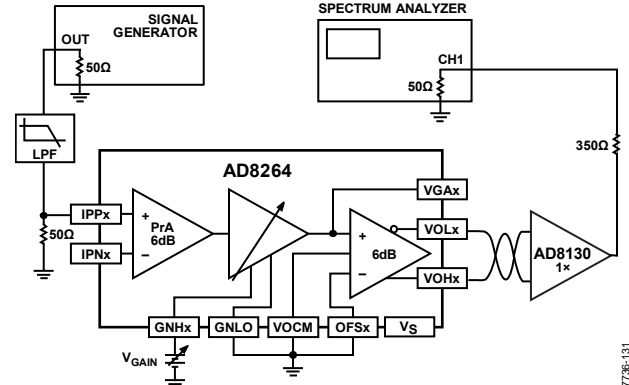 SIGNAL
GENERATOR
OUT
50Ω
SPECTRUM ANALYZER
CH1
50Ω
LPF
350Ω
AD8264
IPPx
IPNx
50Ω
+
PrA
6dB
–
VGAx
VOLx
VOHx
+
6dB
–
AD8130
1×
GNHx
GNLO
VOCM
OFSx
VS
VGAIN
7736-131